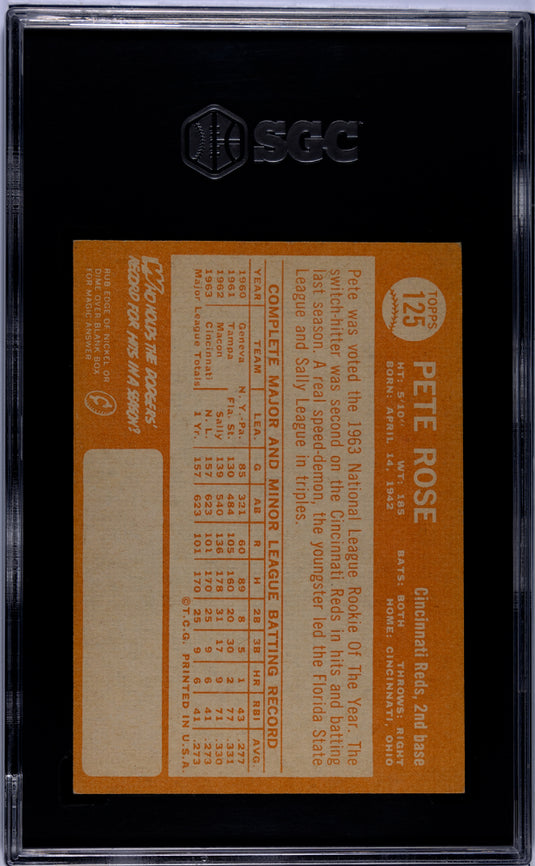 SGC
TOPPS
125
PETE ROSE
Cincinnati Reds, 2nd base
HT: 5'10" WT: 185 BATS: BOTH THROWS: RIGHT
BORN: APRIL 14, 1942 HOME: CINCINNATI, OHIO
Pete was voted the 1963 National League Rookie Of The Year. The
switch-hitter was second on the Cincinnati Reds in hits and batting
last season. A real speed-demon, the youngster led the Florida State
League and Sally League in triples.
COMPLETE MAJOR AND MINOR LEAGUE BATTING RECORD
YEAR TEAM LEA. G AB R H 2B 3B HR RBI AVG.
1960 Geneva N.Y.-Pa. 85 321 60 89 8 5 1 43 .277
1961 Tampa Fla. St. 130 484 105 160 20 30 2 77 .331
1962 Macon Sally 139 540 136 178 31 17 9 71 .330
1963 Cincinnati N. L. 157 623 101 170 25 9 6 41 .273
Major League Totals 1 Yr. 157 623 101 170 25 9 6 41 .273
©T.C.G. PRINTED IN U.S.A.
WHO HOLDS THE DODGERS'
RECORD FOR HITS IN A SEASON?
RUB EDGE OF NICKEL OR
DIME OVER BLANK BOX
FOR MAGIC ANSWER